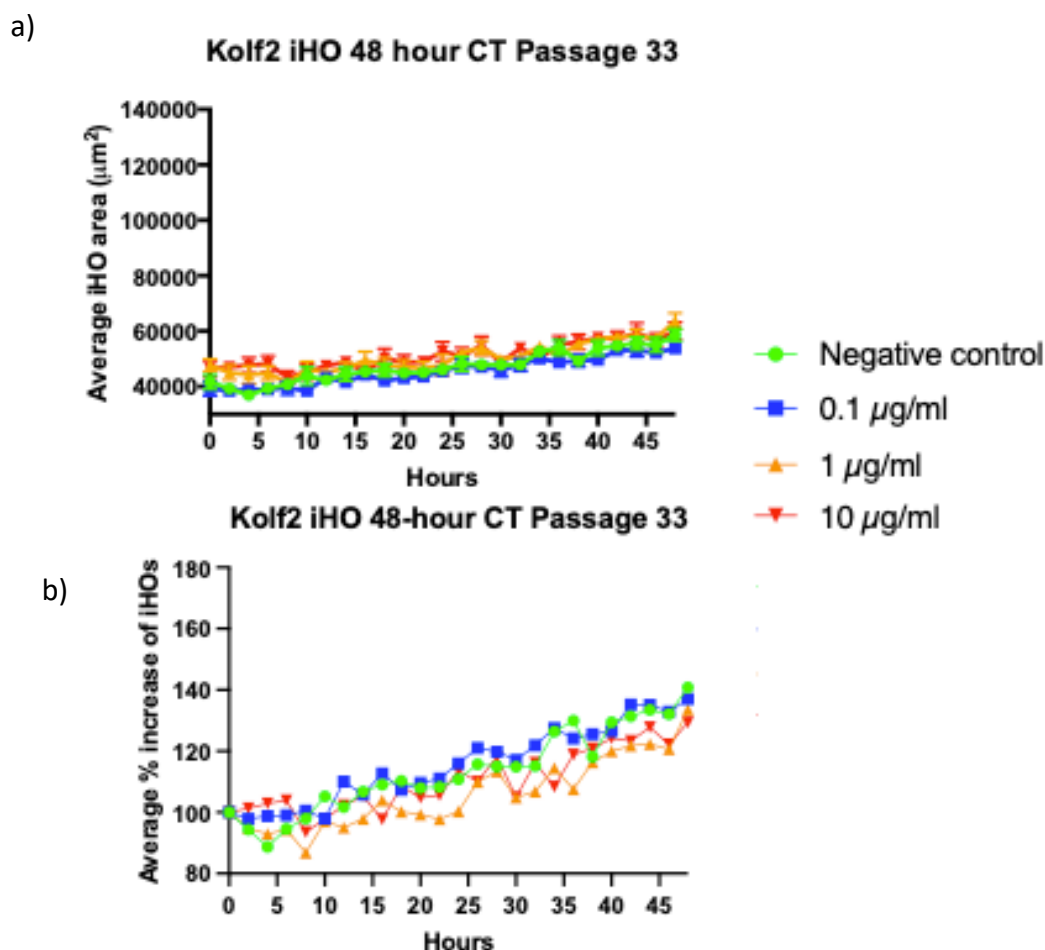 a)
Kolf2 iHO 48 hour CT Passage 33
Average iHO area (µm²)
140000
120000
100000
80000
60000
40000
0 5 10 15 20 25 30 35 40 45
Hours
Negative control
0.1 µg/ml
1 µg/ml
10 µg/ml
Kolf2 iHO 48-hour CT Passage 33
b)
Average % increase of iHOs
180
160
140
120
100
80
0 5 10 15 20 25 30 35 40 45
Hours